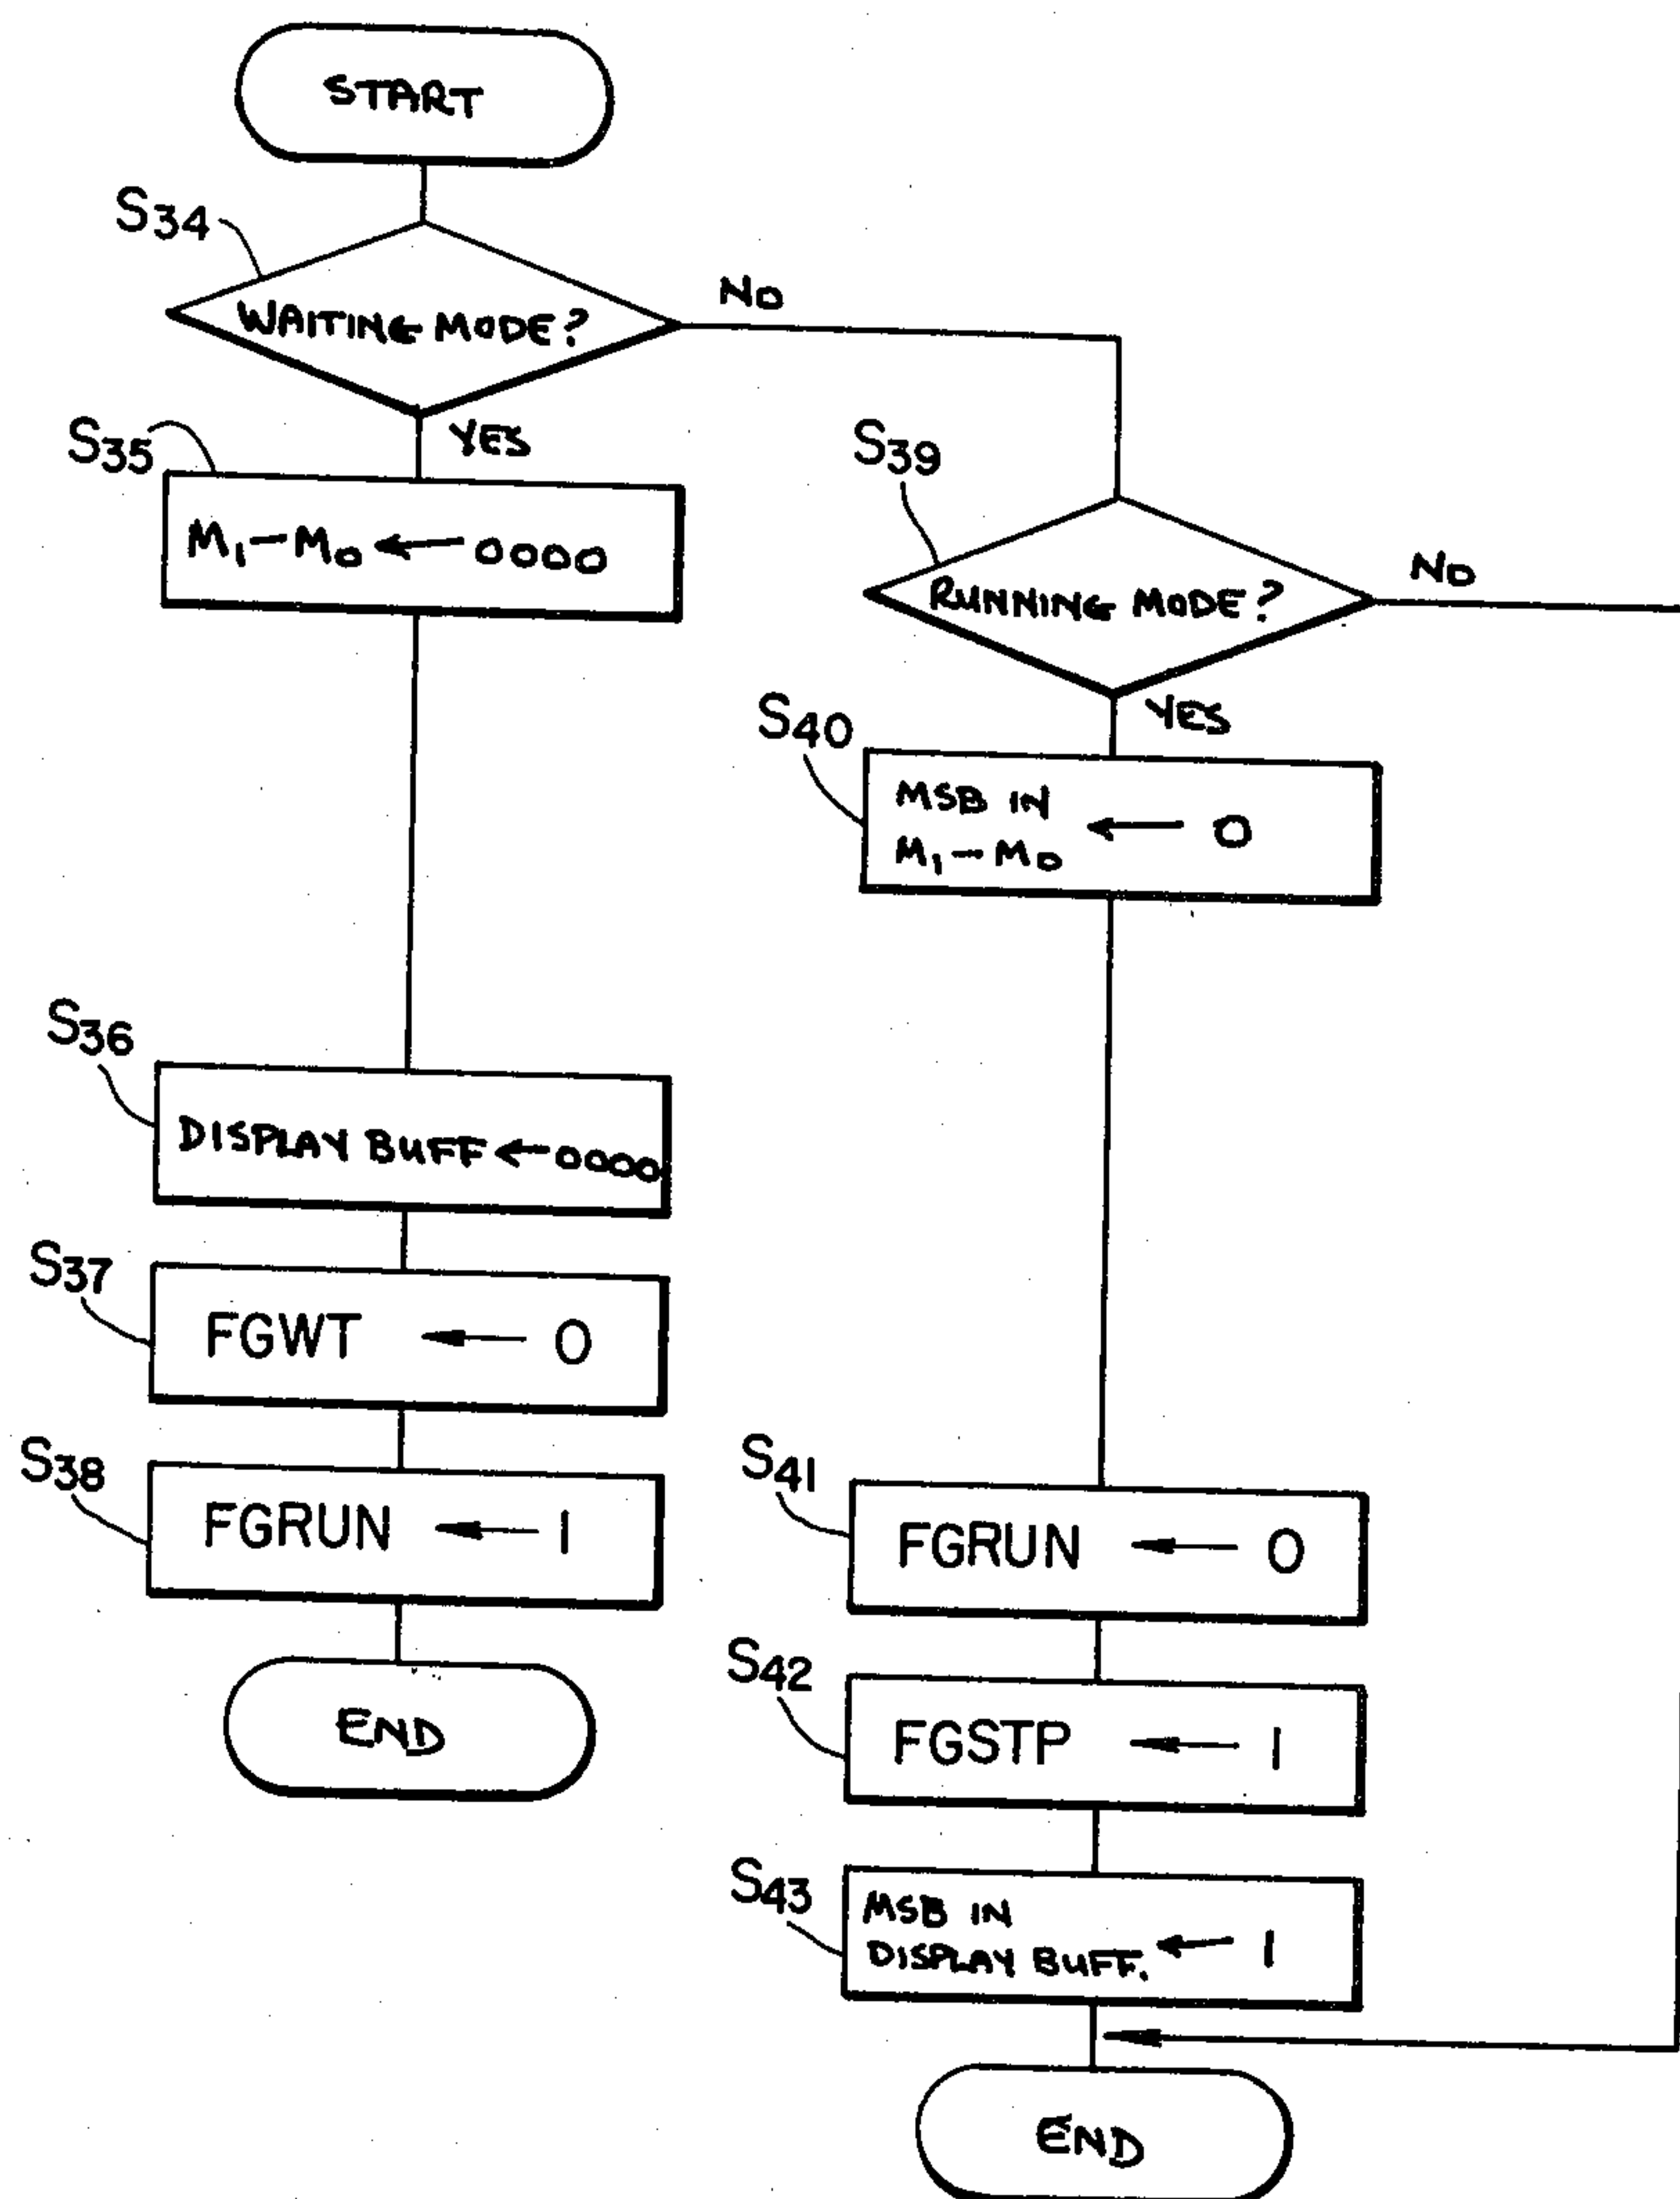 START
S34
WAITING MODE?
NO
YES
S35
M1-M0 ← 0000
S36
DISPLAY BUFF ← 0000
S37
FGWT ← 0
S38
FGRUN ← 1
END
S39
RUNNING MODE?
NO
YES
S40
MSB IN
M1-M0 ← 0
S41
FGRUN ← 0
S42
FGSTP ← 1
S43
MSB IN
DISPLAY BUFF. ← 1
END